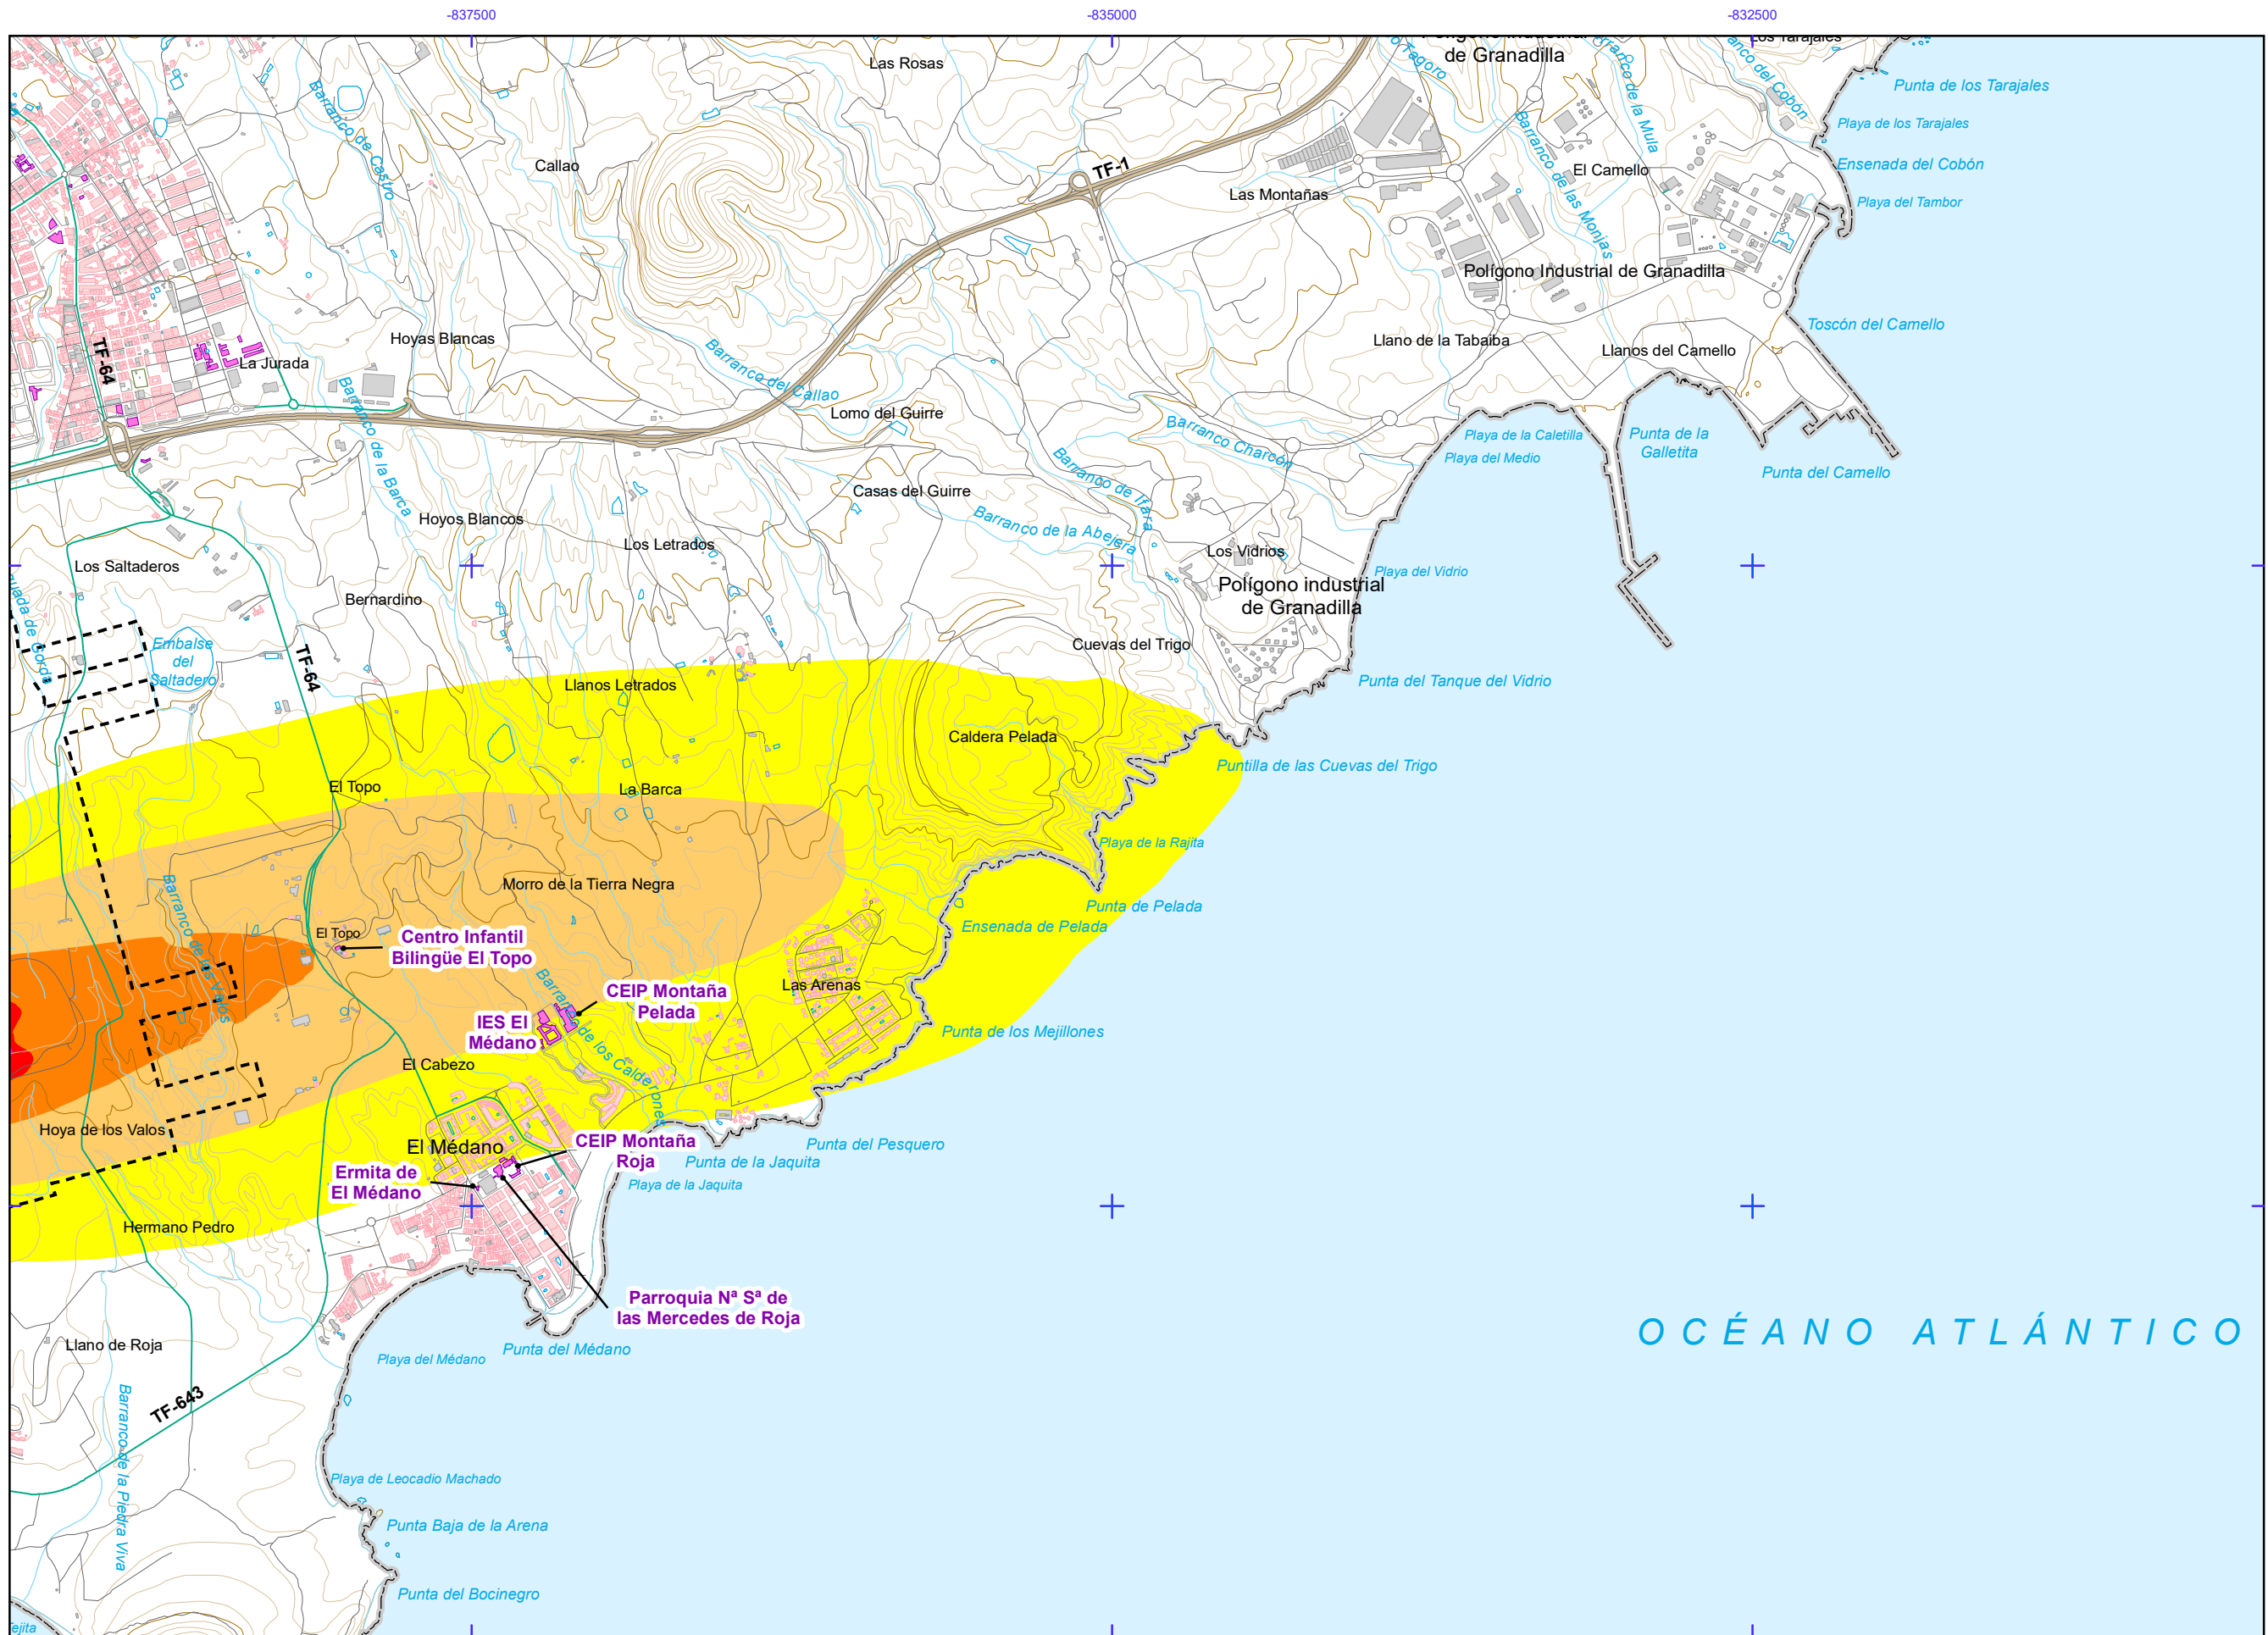 -837500
-835000
-832500
Las Rosas
de Granadilla
Punta de los Tarajales
Playa de los Tarajales
Ensenada del Cobón
Playa del Tambor
Barranco de Castro
Callao
TF-1
Las Montañas
El Camello
Barranco de la Mula
Barranco de las Monjas
Polígono Industrial de Granadilla
Toscón del Camello
TF-64
La Jurada
Hoyas Blancas
Barranco del Callao
Llano de la Tabaiba
Llanos del Camello
Lomo del Guirre
Barranco de la Barca
Barranco Charcón
Playa de la Caletilla
Playa del Medio
Punta de la
Galletita
Punta del Camello
Casas del Guirre
Barranco de Ifara
Barranco de la Abejera
Hoyos Blancos
Los Letrados
Los Vidrios
Playa del Vidrio
Los Saltaderos
Bernardino
Polígono industrial
de Granadilla
Embalse
del
Saltadero
TF-64
Cuevas del Trigo
Llanos Letrados
Punta del Tanque del Vidrio
Caldera Pelada
Puntilla de las Cuevas del Trigo
El Topo
La Barca
Playa de la Rajita
Morro de la Tierra Negra
Punta de Pelada
Ensenada de Pelada
Barranco de los Valos
El Topo
Centro Infantil
Bilingüe El Topo
CEIP Montaña
Pelada
Las Arenas
IES El
Médano
Barranco de los Calderones
Punta de los Mejillones
El Cabezo
Hoya de los Valos
El Médano
CEIP Montaña
Roja
Punta del Pesquero
Punta de la Jaquita
Playa de la Jaquita
Ermita de
El Médano
Hermano Pedro
Parroquia Nª Sª de
las Mercedes de Roja
OCÉANO ATLÁNTICO
Llano de Roja
Playa del Médano
Punta del Médano
TF-643
Barranco de la Piedra Viva
Playa de Leocadio Machado
Punta Baja de la Arena
Punta del Bocinegro